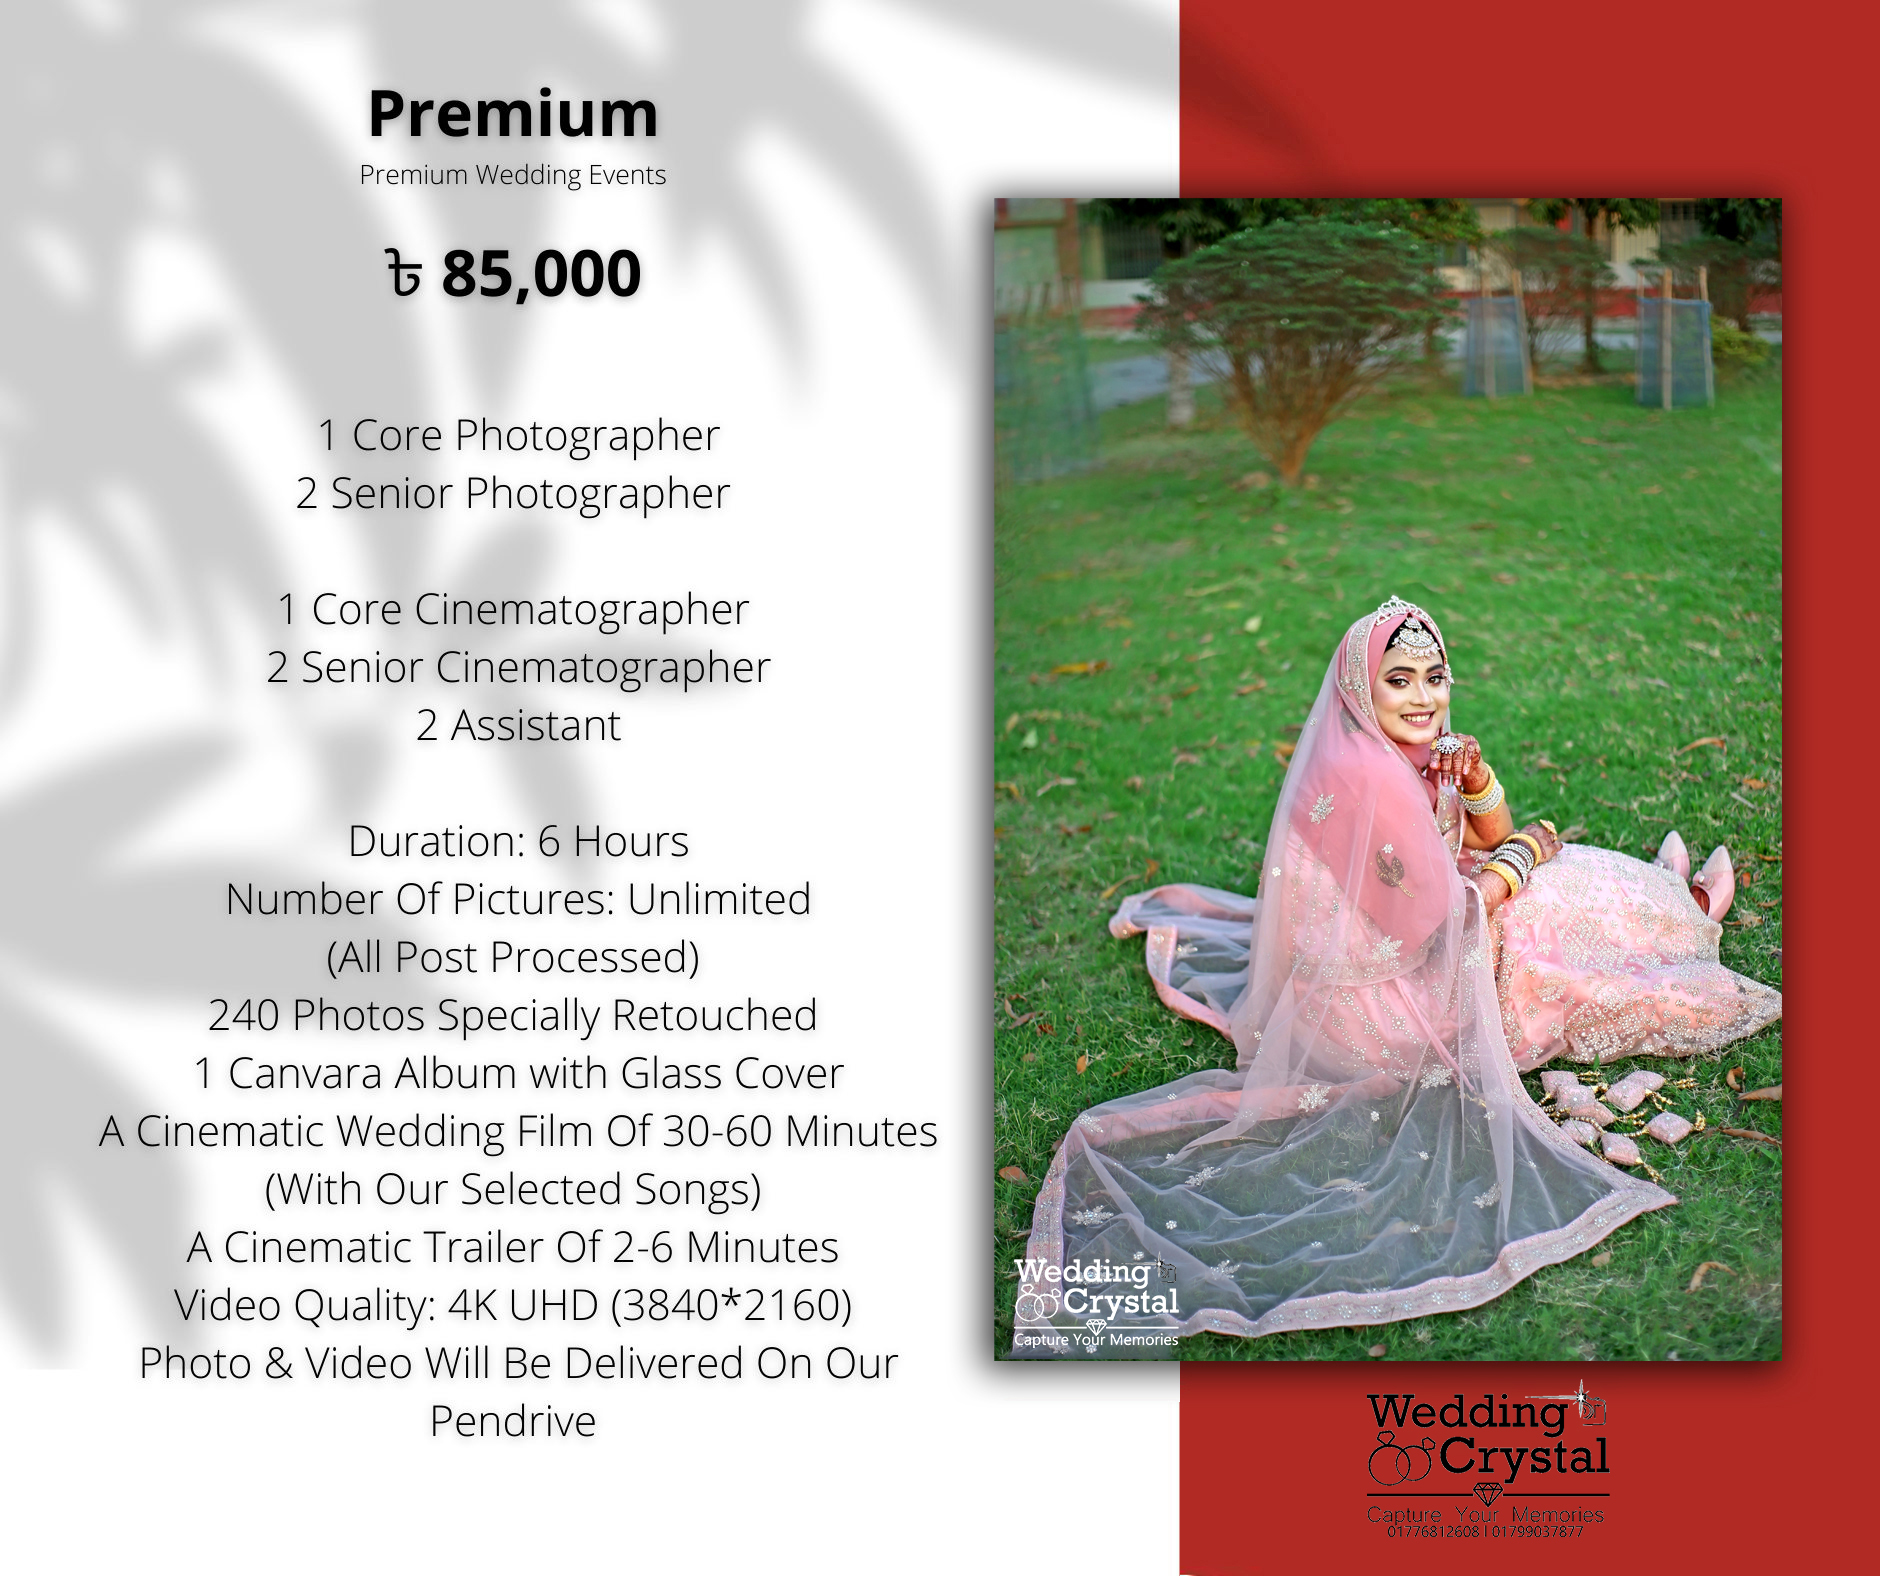 Premium
Premium Wedding Events
৳ 85,000
1 Core Photographer
2 Senior Photographer
1 Core Cinematographer
2 Senior Cinematographer
2 Assistant
Duration: 6 Hours
Number Of Pictures: Unlimited
(All Post Processed)
240 Photos Specially Retouched
1 Canvara Album with Glass Cover
A Cinematic Wedding Film Of 30-60 Minutes
(With Our Selected Songs)
A Cinematic Trailer Of 2-6 Minutes
Video Quality: 4K UHD (3840*2160)
Photo & Video Will Be Delivered On Our
Pendrive
Wedding
Crystal
Capture Your Memories
Wedding
Crystal
Capture Your Memories
01776812608 | 01799037877